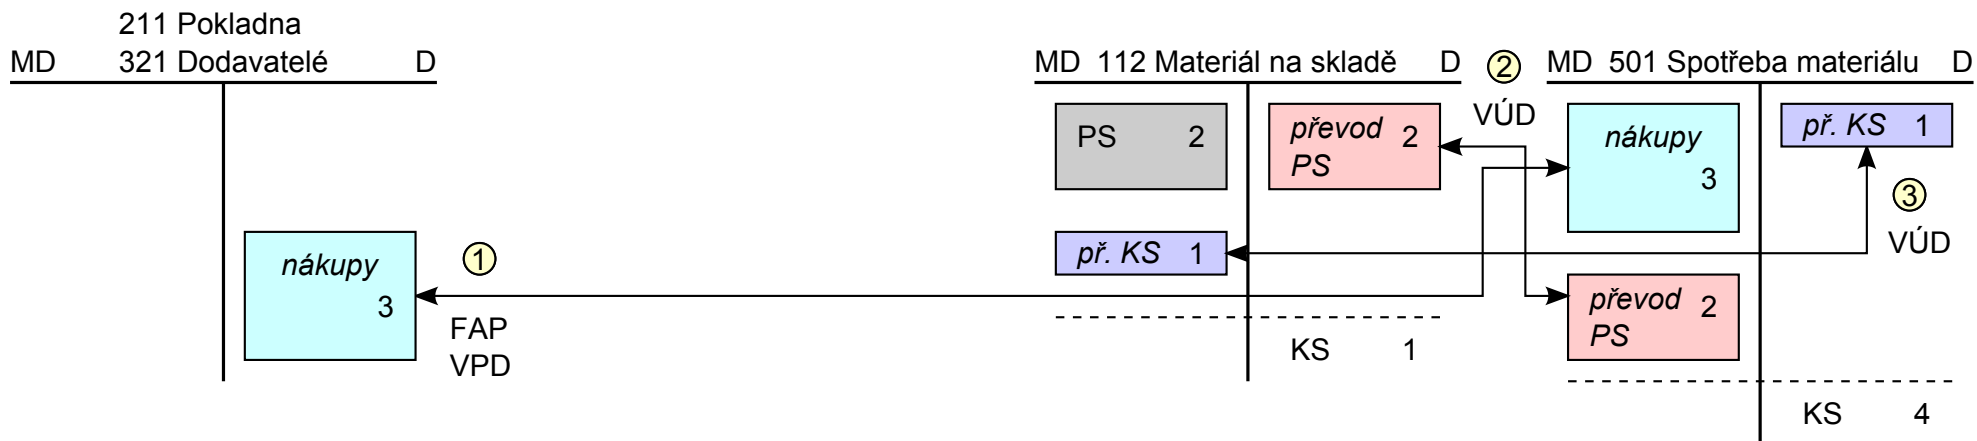 211 Pokladna
MD 321 Dodavatelé D
MD 112 Materiál na skladě D
2
VÚD
MD 501 Spotřeba materiálu D
PS 2
převod 2
PS
nákupy
3
př. KS 1
3
VÚD
nákupy
3
1
FAP
VPD
př. KS 1
převod 2
PS
KS 1
KS 4